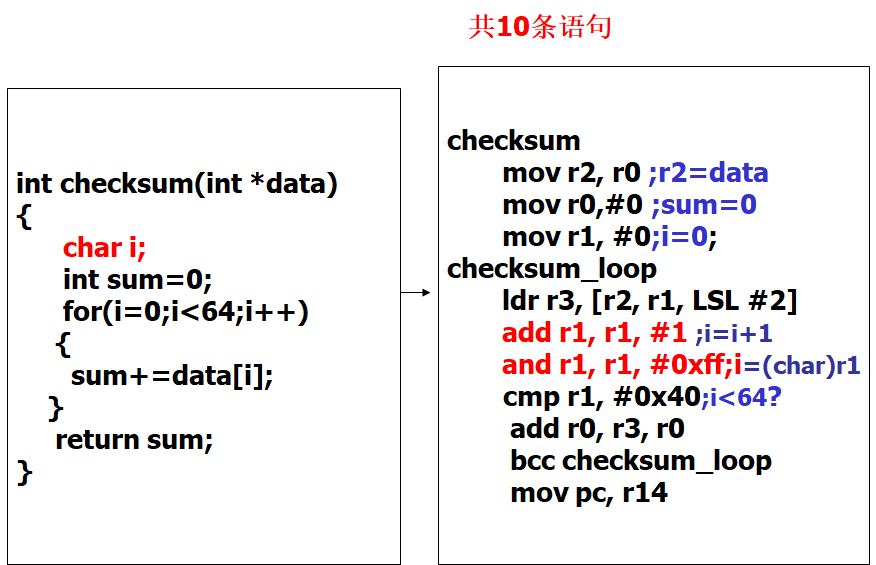 共10条语句
int checksum(int *data)
{
char i;
int sum=0;
for(i=0;i<64;i++)
{
sum+=data[i];
}
return sum;
}
checksum
mov r2, r0 ;r2=data
mov r0,#0 ;sum=0
mov r1, #0;i=0;
checksum_loop
ldr r3, [r2, r1, LSL #2]
add r1, r1, #1 ;i=i+1
and r1, r1, #0xff;i=(char)r1
cmp r1, #0x40;i<64?
add r0, r3, r0
bcc checksum_loop
mov pc, r14